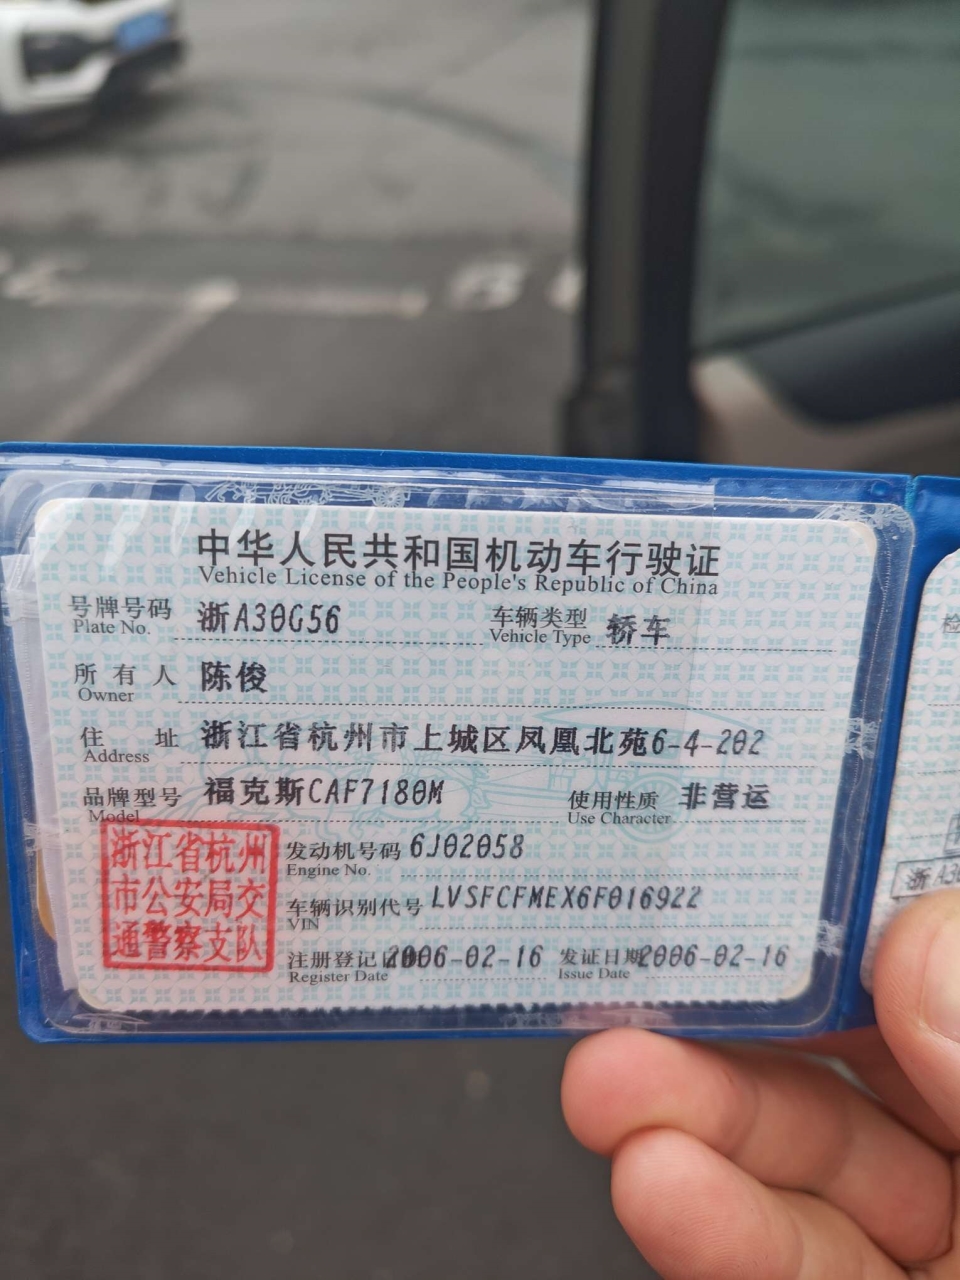 中华人民共和国机动车行驶证
Vehicle License of the People's Republic of China
号牌号码 浙A30G56 车辆类型 轿车
Plate No. Vehicle Type
所有人 陈俊
Owner
住址 浙江省杭州市上城区凤凰北苑6-4-202
Address
品牌型号 福克斯CAF7180M 使用性质 非营运
Model Use Character
浙江省杭州
市公安局交
通警察支队
发动机号码 6J02058
Engine No.
车辆识别代号 LVSFCFMEX6F016922
VIN
注册登记日期 2006-02-16 发证日期 2006-02-16
Register Date Issue Date
检
浙A30